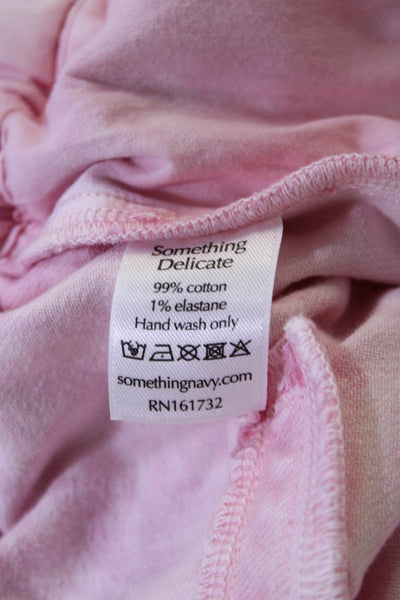 Something
Delicate
99% cotton
1% elastane
Hand wash only
somethingnavy.com
RN161732